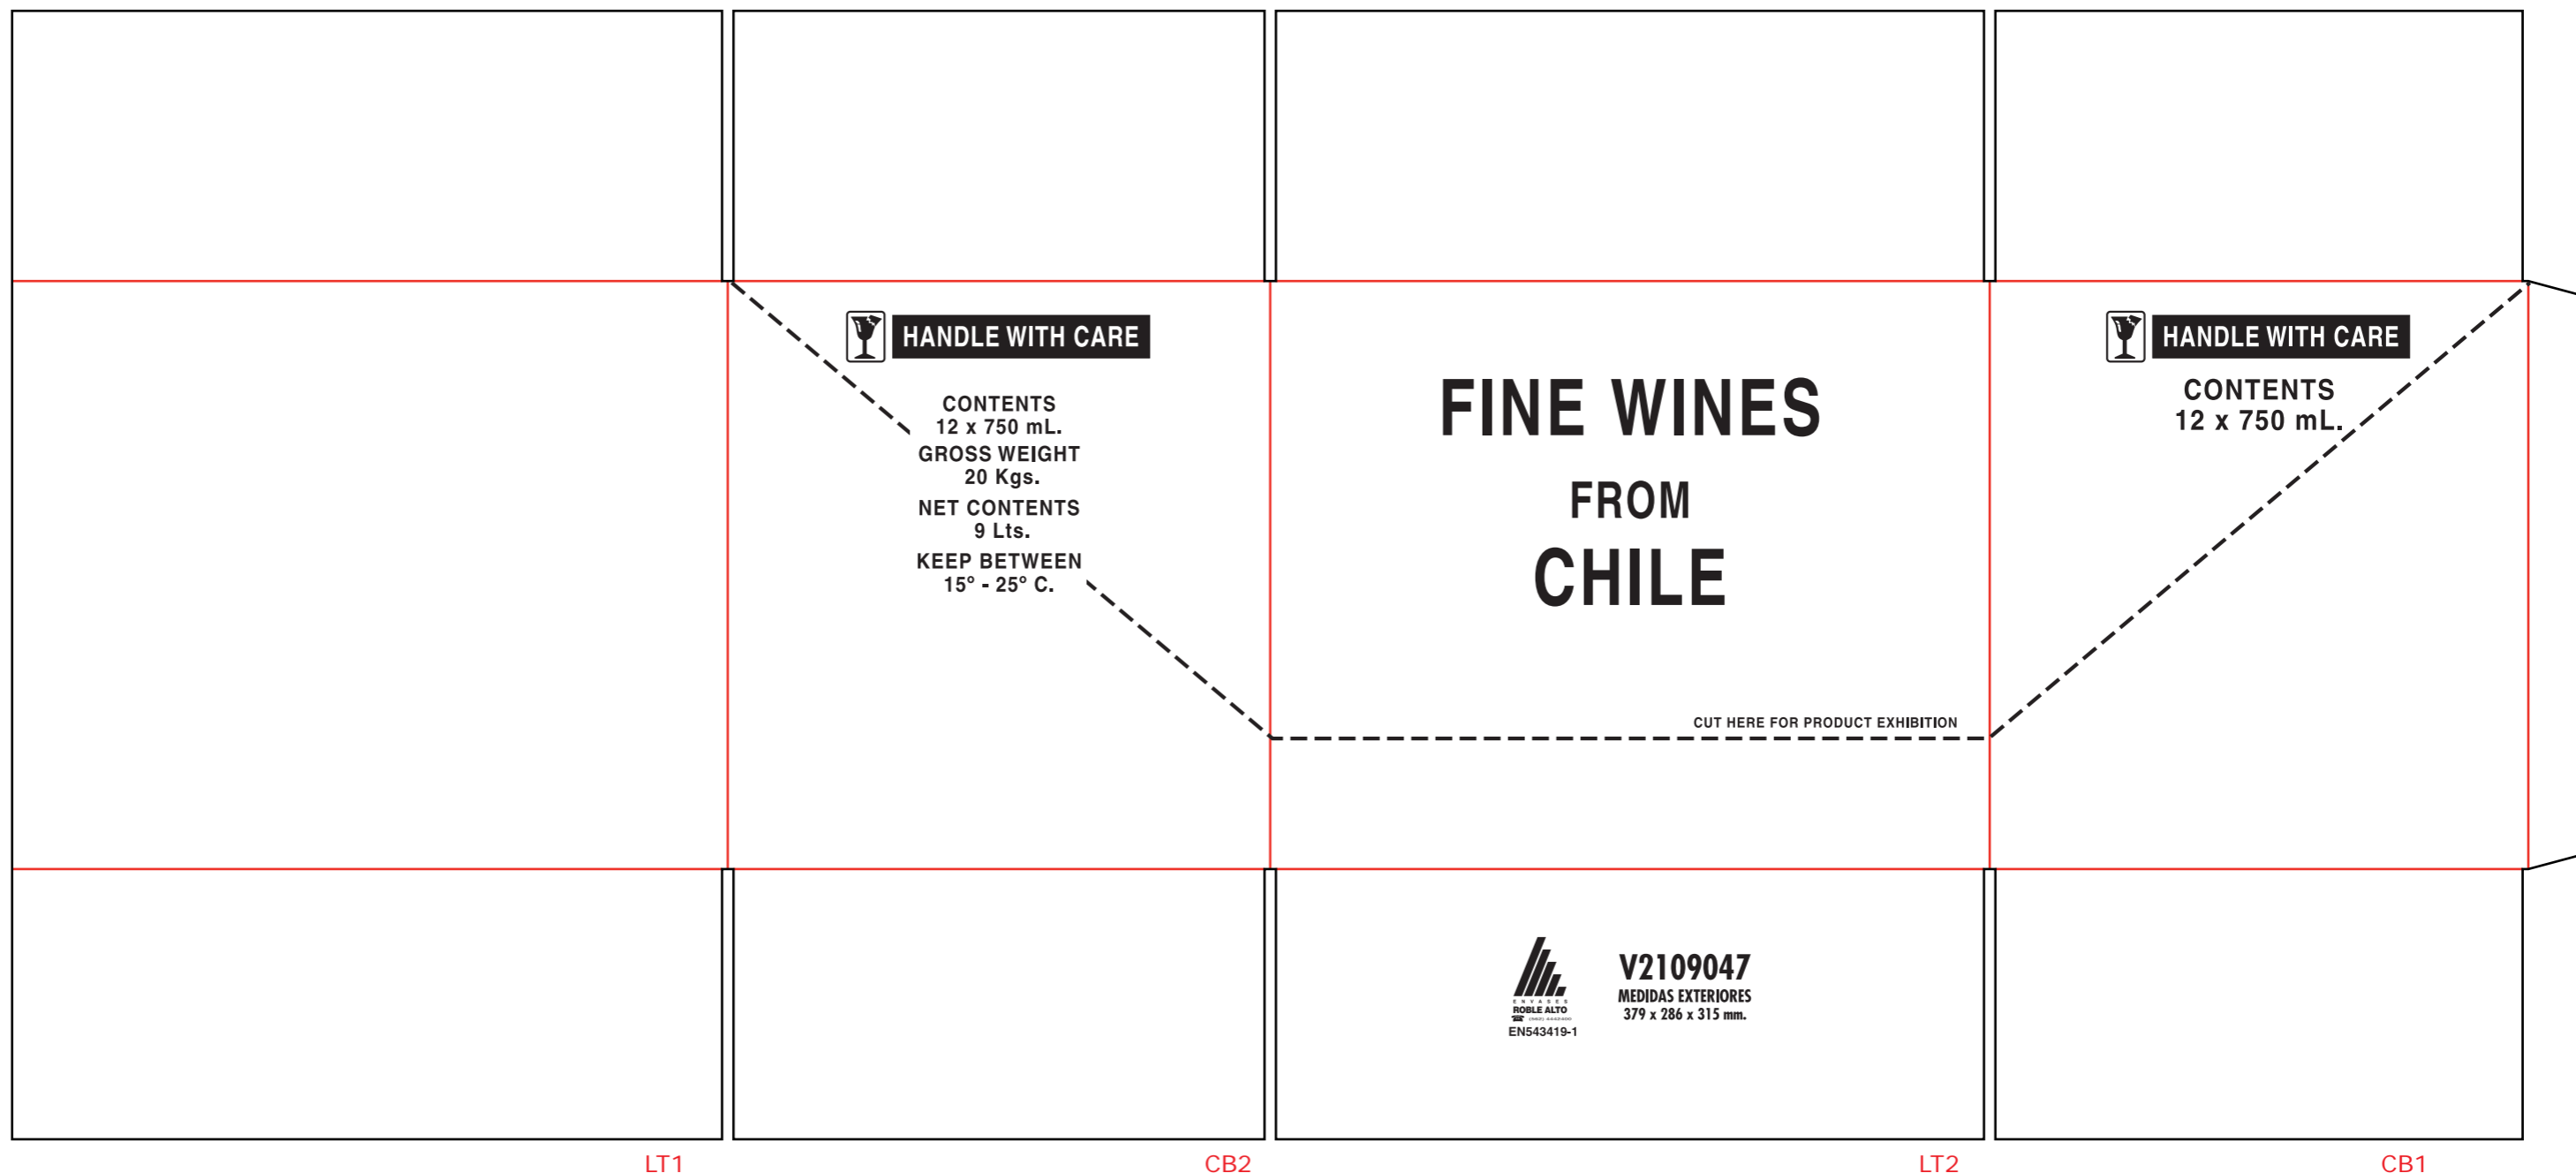 HANDLE WITH CARE
CONTENTS
12 x 750 mL.
GROSS WEIGHT
20 Kgs.
NET CONTENTS
9 Lts.
KEEP BETWEEN
15° - 25° C.
FINE WINES
FROM
CHILE
CUT HERE FOR PRODUCT EXHIBITION
HANDLE WITH CARE
CONTENTS
12 x 750 mL.
ENVASES
ROBLE ALTO
EN543419-1
V2109047
MEDIDAS EXTERIORES
379 x 286 x 315 mm.
LT1
CB2
LT2
CB1